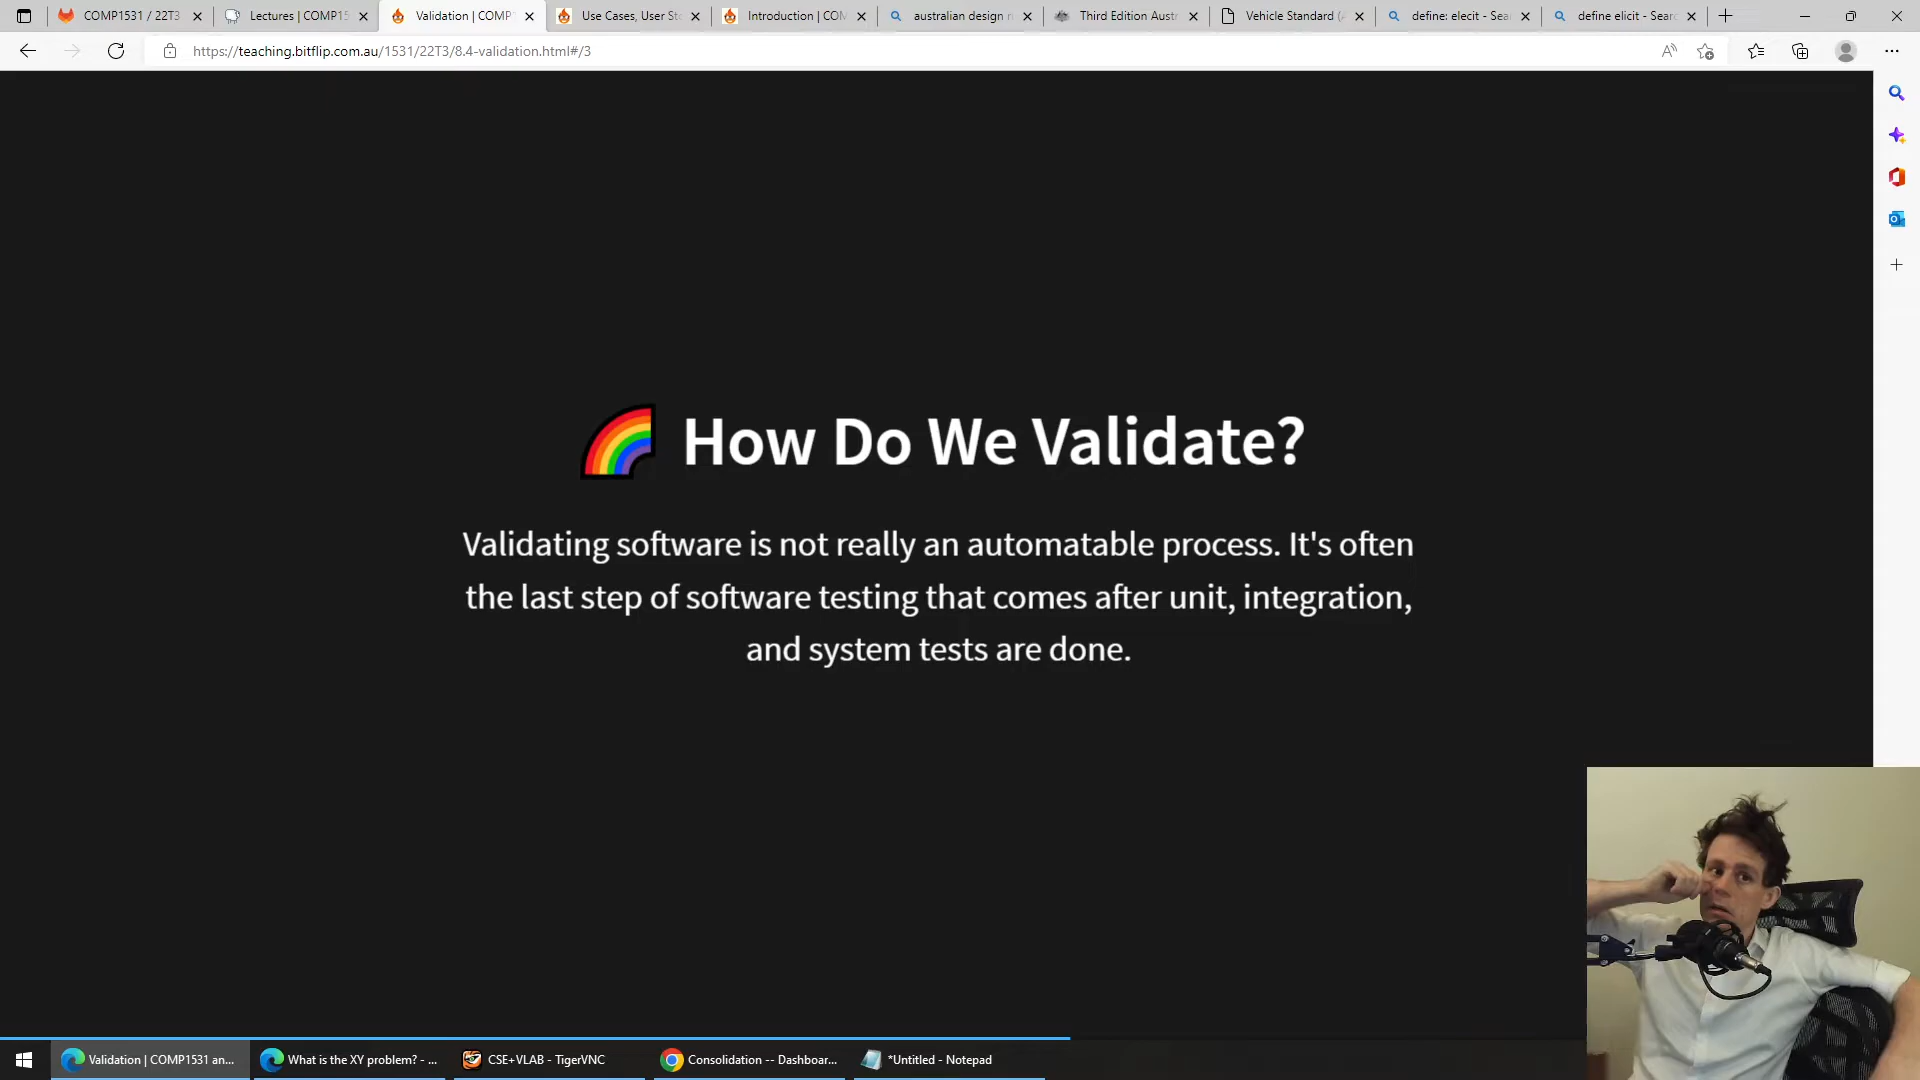 COMP1531 / 22T3
Lectures | COMP15
Validation | COMP
Use Cases, User Sto
Introduction | COM
australian design r
Third Edition Austr
Vehicle Standard (A
define: elecit - Sear
define elicit - Searc
https://teaching.bitflip.com.au/1531/22T3/8.4-validation.html#/3
How Do We Validate?
Validating software is not really an automatable process. It's often
the last step of software testing that comes after unit, integration,
and system tests are done.
Validation | COMP1531 an...
What is the XY problem? - ...
CSE+VLAB - TigerVNC
Consolidation -- Dashboar...
*Untitled - Notepad